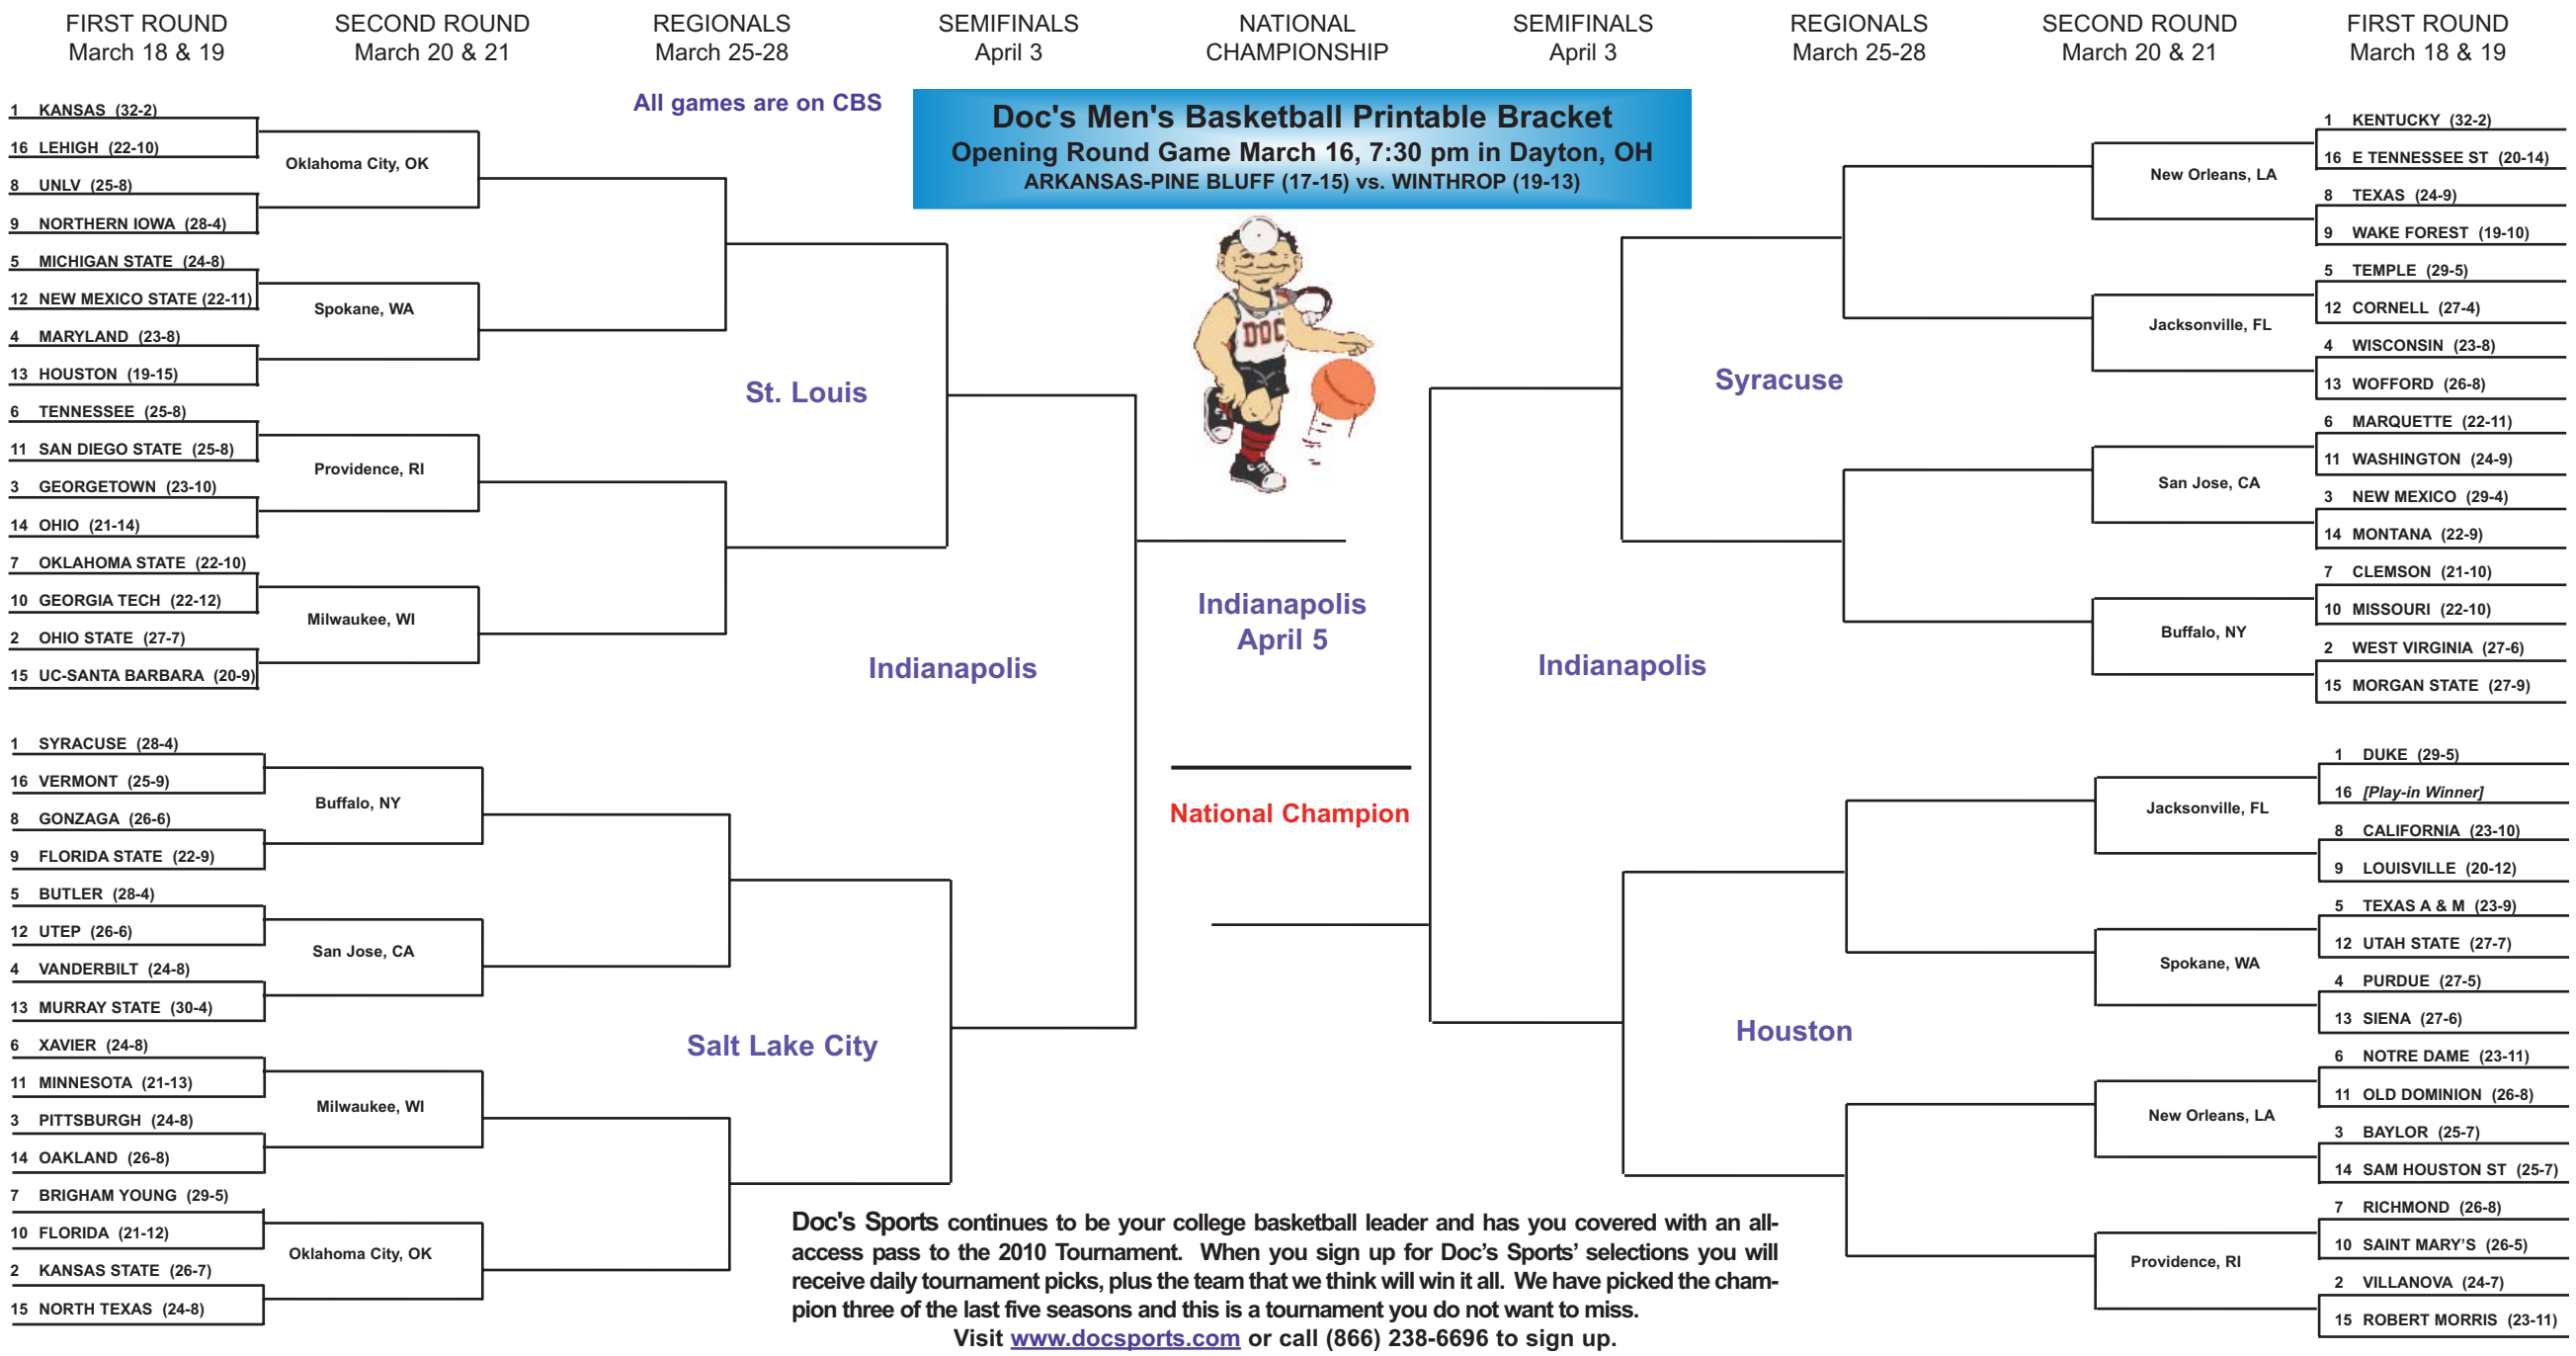 FIRST ROUND
March 18 & 19
SECOND ROUND
March 20 & 21
REGIONALS
March 25-28
SEMIFINALS
April 3
NATIONAL
CHAMPIONSHIP
SEMIFINALS
April 3
REGIONALS
March 25-28
SECOND ROUND
March 20 & 21
FIRST ROUND
March 18 & 19
All games are on CBS
Doc's Men's Basketball Printable Bracket
Opening Round Game March 16, 7:30 pm in Dayton, OH
ARKANSAS-PINE BLUFF (17-15) vs. WINTHROP (19-13)
DOC
1 KANSAS (32-2)
16 LEHIGH (22-10)
8 UNLV (25-8)
9 NORTHERN IOWA (28-4)
5 MICHIGAN STATE (24-8)
12 NEW MEXICO STATE (22-11)
4 MARYLAND (23-8)
13 HOUSTON (19-15)
6 TENNESSEE (25-8)
11 SAN DIEGO STATE (25-8)
3 GEORGETOWN (23-10)
14 OHIO (21-14)
7 OKLAHOMA STATE (22-10)
10 GEORGIA TECH (22-12)
2 OHIO STATE (27-7)
15 UC-SANTA BARBARA (20-9)
Oklahoma City, OK
Spokane, WA
Providence, RI
Milwaukee, WI
St. Louis
1 SYRACUSE (28-4)
16 VERMONT (25-9)
8 GONZAGA (26-6)
9 FLORIDA STATE (22-9)
5 BUTLER (28-4)
12 UTEP (26-6)
4 VANDERBILT (24-8)
13 MURRAY STATE (30-4)
6 XAVIER (24-8)
11 MINNESOTA (21-13)
3 PITTSBURGH (24-8)
14 OAKLAND (26-8)
7 BRIGHAM YOUNG (29-5)
10 FLORIDA (21-12)
2 KANSAS STATE (26-7)
15 NORTH TEXAS (24-8)
Buffalo, NY
San Jose, CA
Milwaukee, WI
Oklahoma City, OK
Salt Lake City
Indianapolis
Indianapolis
April 5
National Champion
Indianapolis
Syracuse
New Orleans, LA
Jacksonville, FL
San Jose, CA
Buffalo, NY
1 KENTUCKY (32-2)
16 E TENNESSEE ST (20-14)
8 TEXAS (24-9)
9 WAKE FOREST (19-10)
5 TEMPLE (29-5)
12 CORNELL (27-4)
4 WISCONSIN (23-8)
13 WOFFORD (26-8)
6 MARQUETTE (22-11)
11 WASHINGTON (24-9)
3 NEW MEXICO (29-4)
14 MONTANA (22-9)
7 CLEMSON (21-10)
10 MISSOURI (22-10)
2 WEST VIRGINIA (27-6)
15 MORGAN STATE (27-9)
Houston
Jacksonville, FL
Spokane, WA
New Orleans, LA
Providence, RI
1 DUKE (29-5)
16 [Play-in Winner]
8 CALIFORNIA (23-10)
9 LOUISVILLE (20-12)
5 TEXAS A & M (23-9)
12 UTAH STATE (27-7)
4 PURDUE (27-5)
13 SIENA (27-6)
6 NOTRE DAME (23-11)
11 OLD DOMINION (26-8)
3 BAYLOR (25-7)
14 SAM HOUSTON ST (25-7)
7 RICHMOND (26-8)
10 SAINT MARY'S (26-5)
2 VILLANOVA (24-7)
15 ROBERT MORRIS (23-11)
Doc's Sports continues to be your college basketball leader and has you covered with an all-
access pass to the 2010 Tournament. When you sign up for Doc's Sports' selections you will
receive daily tournament picks, plus the team that we think will win it all. We have picked the cham-
pion three of the last five seasons and this is a tournament you do not want to miss.
Visit www.docsports.com or call (866) 238-6696 to sign up.